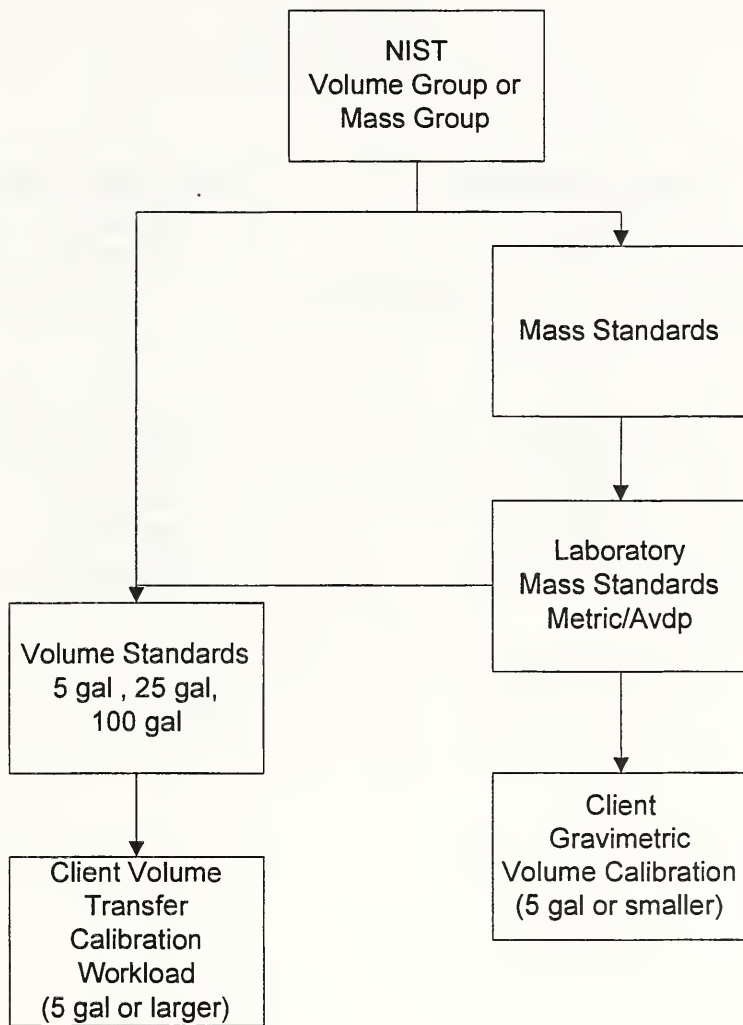 NIST
Volume Group or
Mass Group
Mass Standards
Laboratory
Mass Standards
Metric/Avdp
Volume Standards
5 gal , 25 gal,
100 gal
Client
Gravimetric
Volume Calibration
(5 gal or smaller)
Client Volume
Transfer
Calibration
Workload
(5 gal or larger)